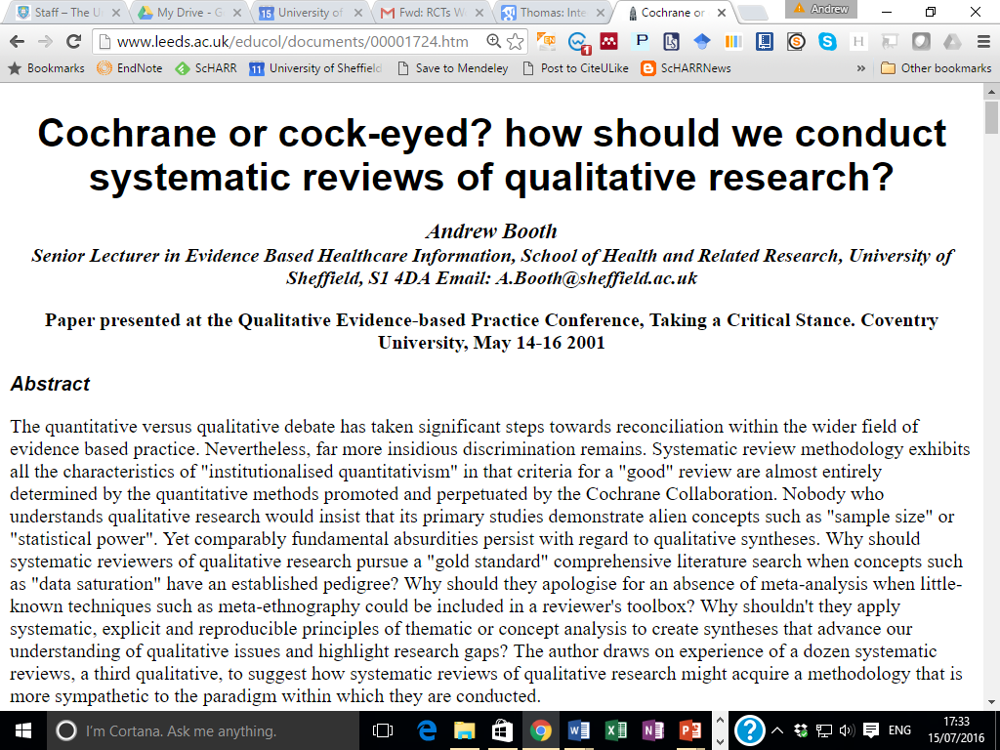 Staff – The U
My Drive - G
University of
Fwd: RCTs W
Thomas: Inte
Cochrane or
Andrew
www.leeds.ac.uk/educol/documents/00001724.htm
Bookmarks
EndNote
ScHARR
University of Sheffield
Save to Mendeley
Post to CiteULike
ScHARRNews
»
Other bookmarks
Cochrane or cock-eyed? how should we conduct
systematic reviews of qualitative research?
Andrew Booth
Senior Lecturer in Evidence Based Healthcare Information, School of Health and Related Research, University of
Sheffield, S1 4DA Email: A.Booth@sheffield.ac.uk
Paper presented at the Qualitative Evidence-based Practice Conference, Taking a Critical Stance. Coventry
University, May 14-16 2001
Abstract
The quantitative versus qualitative debate has taken significant steps towards reconciliation within the wider field of
evidence based practice. Nevertheless, far more insidious discrimination remains. Systematic review methodology exhibits
all the characteristics of "institutionalised quantitativism" in that criteria for a "good" review are almost entirely
determined by the quantitative methods promoted and perpetuated by the Cochrane Collaboration. Nobody who
understands qualitative research would insist that its primary studies demonstrate alien concepts such as "sample size" or
"statistical power". Yet comparably fundamental absurdities persist with regard to qualitative syntheses. Why should
systematic reviewers of qualitative research pursue a "gold standard" comprehensive literature search when concepts such
as "data saturation" have an established pedigree? Why should they apologise for an absence of meta-analysis when little-
known techniques such as meta-ethnography could be included in a reviewer's toolbox? Why shouldn't they apply
systematic, explicit and reproducible principles of thematic or concept analysis to create syntheses that advance our
understanding of qualitative issues and highlight research gaps? The author draws on experience of a dozen systematic
reviews, a third qualitative, to suggest how systematic reviews of qualitative research might acquire a methodology that is
more sympathetic to the paradigm within which they are conducted.
I'm Cortana. Ask me anything.
ENG
17:33
15/07/2016